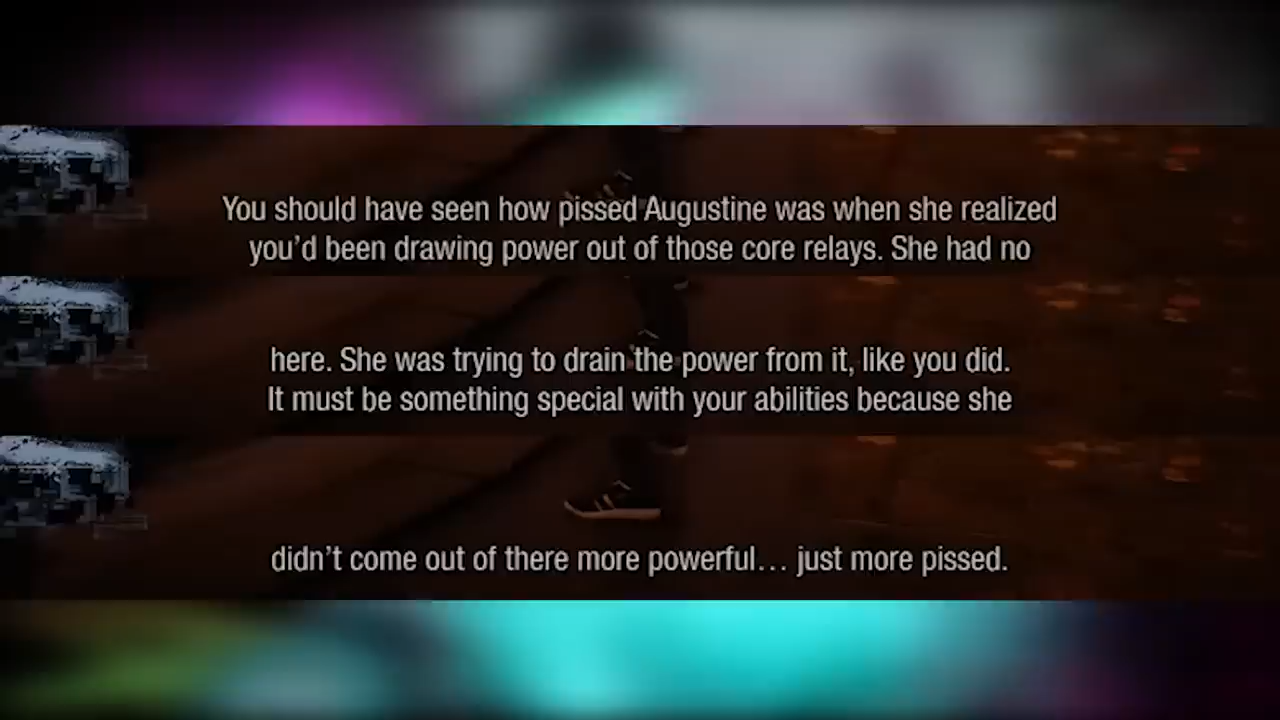 You should have seen how pissed Augustine was when she realized
you’d been drawing power out of those core relays. She had no
here. She was trying to drain the power from it, like you did.
It must be something special with your abilities because she
didn’t come out of there more powerful… just more pissed.